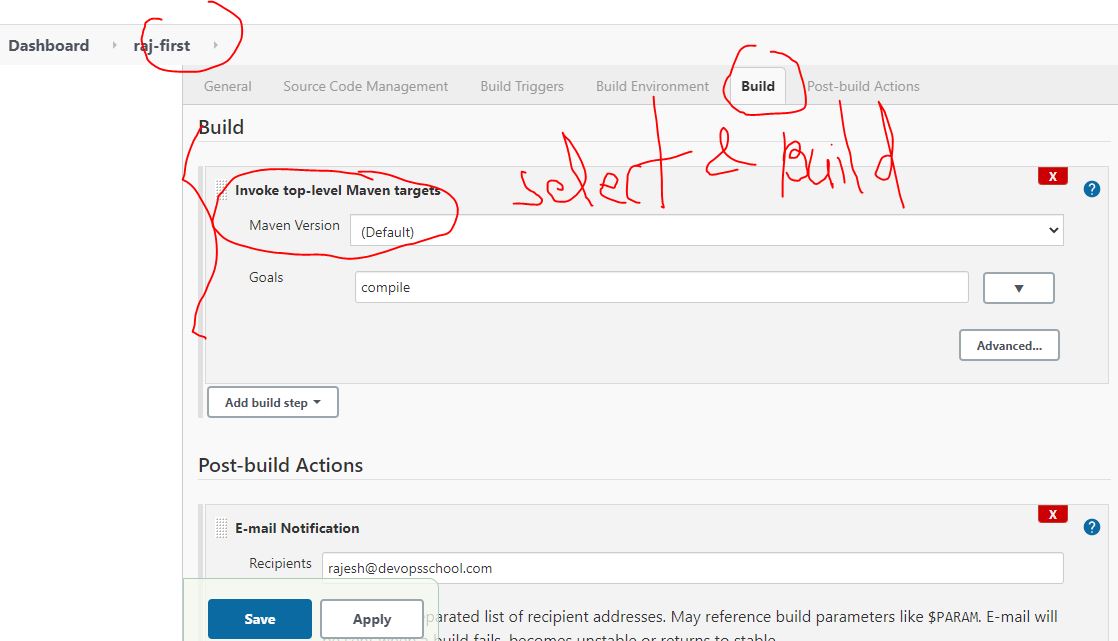 Dashboard raj-first
General Source Code Management Build Triggers Build Environment Build Post-build Actions
Build
select & build
Invoke top-level Maven targets X ?
Maven Version (Default)
Goals compile ▼
Advanced...
Add build step
Post-build Actions
E-mail Notification X ?
Recipients rajesh@devopsschool.com
Save Apply
parated list of recipient addresses. May reference build parameters like $PARAM. E-mail will
build fails, becomes unstable or returns to stable.